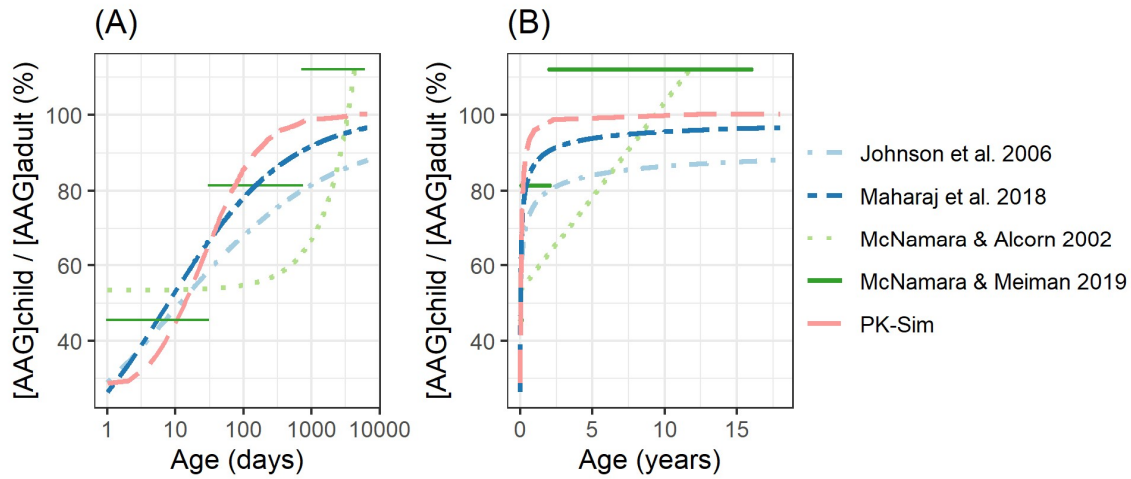 (A)
[AAG]child / [AAG]adult (%)
100
80
60
40
1 10 100 1000 10000
Age (days)
(B)
[AAG]child / [AAG]adult (%)
100
80
60
40
0 5 10 15
Age (years)
Johnson et al. 2006
Maharaj et al. 2018
McNamara & Alcorn 2002
McNamara & Meiman 2019
PK-Sim